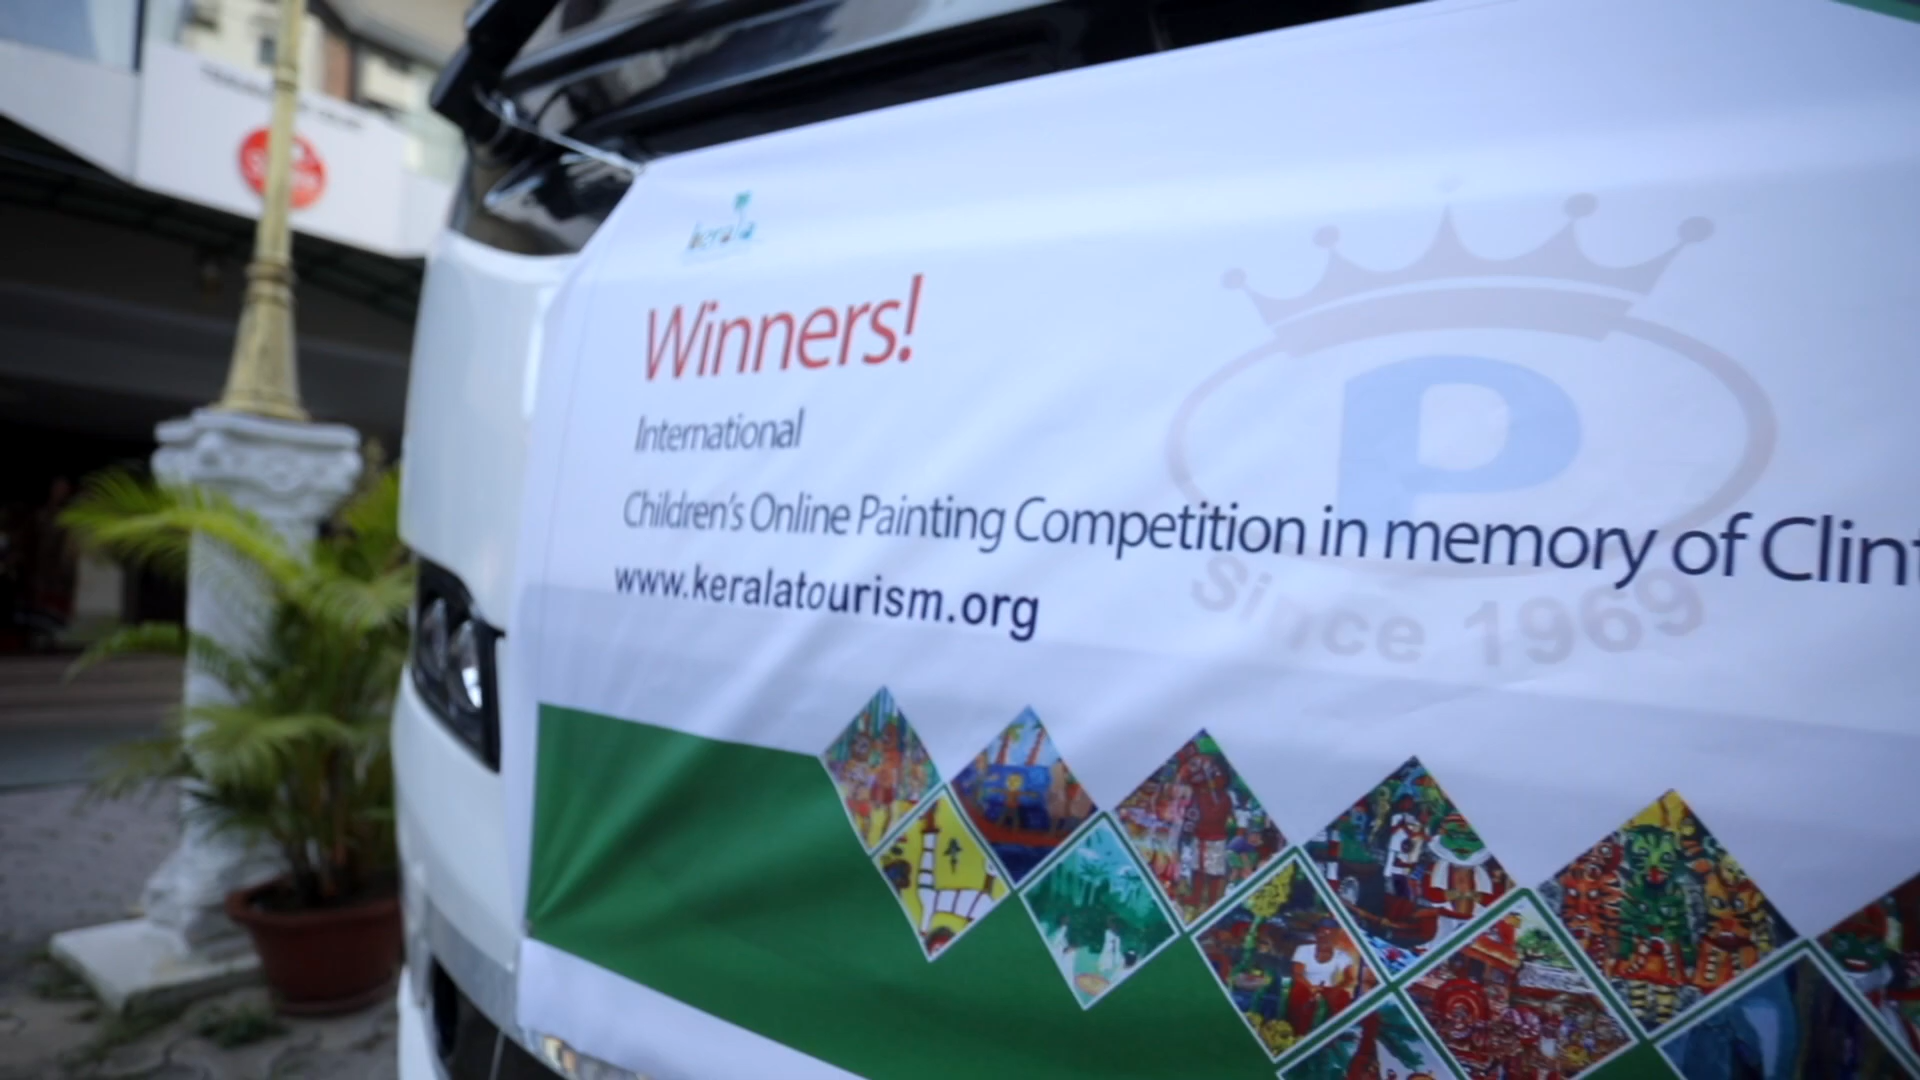 kerala
Winners!
International
Children's Online Painting Competition in memory of Clint
www.keralatourism.org
P
Since 1969